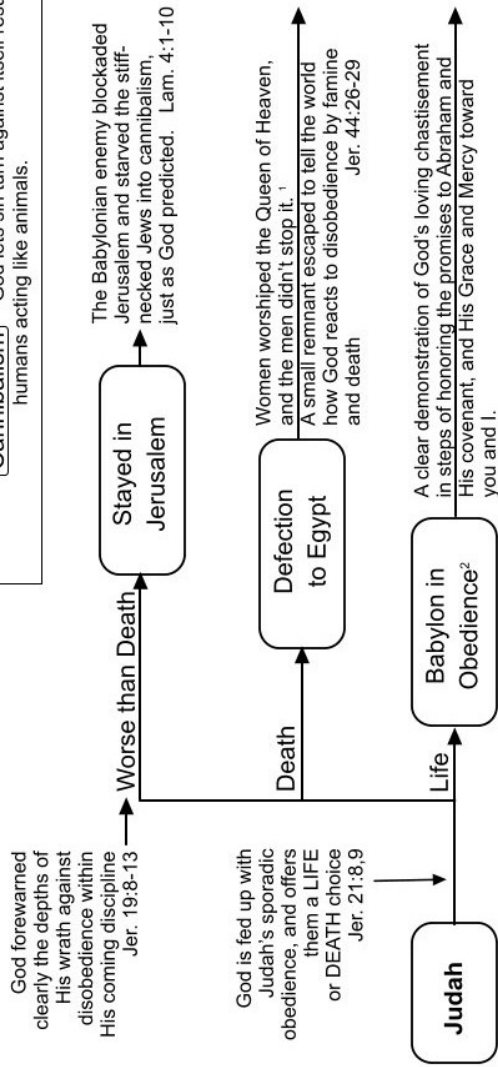 Cannibalism God lets sin turn against itself
humans acting like animals.
God forewarned
clearly the depths of
His wrath against
disobedience within
His coming discipline
Jer. 19:8-13
Worse than Death
Stayed in
Jerusalem
The Babylonian enemy blockaded
Jerusalem and starved the stiff-
necked Jews into cannibalism,
just as God predicted. Lam. 4:1-10
God is fed up with
Judah's sporadic
obedience, and offers
them a LIFE
or DEATH choice
Jer. 21:8,9
Death
Defection
to Egypt
Women worshiped the Queen of Heaven,
and the men didn't stop it. 1
A small remnant escaped to tell the world
how God reacts to disobedience by famine
and death Jer. 44:26-29
Judah
Life
Babylon in
Obedience2
A clear demonstration of God's loving chastisement
in steps of honoring the promises to Abraham and
His covenant, and His Grace and Mercy toward
you and I.